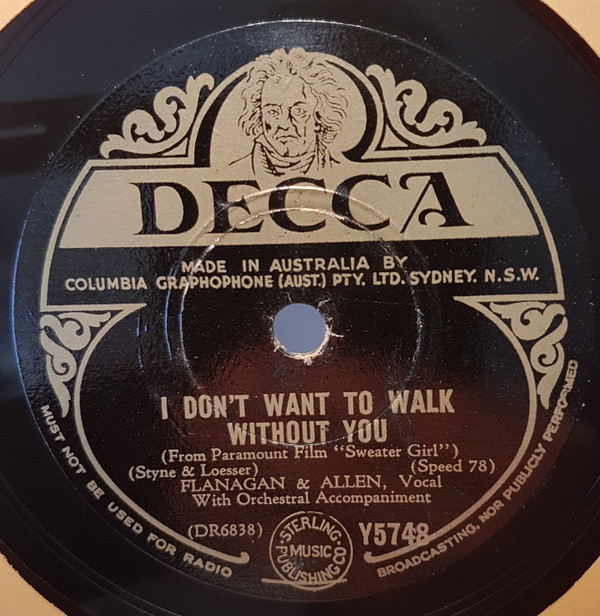 DECCA
MADE IN AUSTRALIA BY
COLUMBIA GRAPHOPHONE (AUST.) PTY. LTD. SYDNEY. N.S.W.
I DON'T WANT TO WALK
WITHOUT YOU
(From Paramount Film "Sweater Girl")
(Styne & Loesser) (Speed 78)
FLANAGAN & ALLEN, Vocal
With Orchestral Accompaniment
(DR6838) STERLING MUSIC PUBLISHING CO Y5748
MUST NOT BE USED FOR RADIO BROADCASTING, NOR PUBLICLY PERFORMED